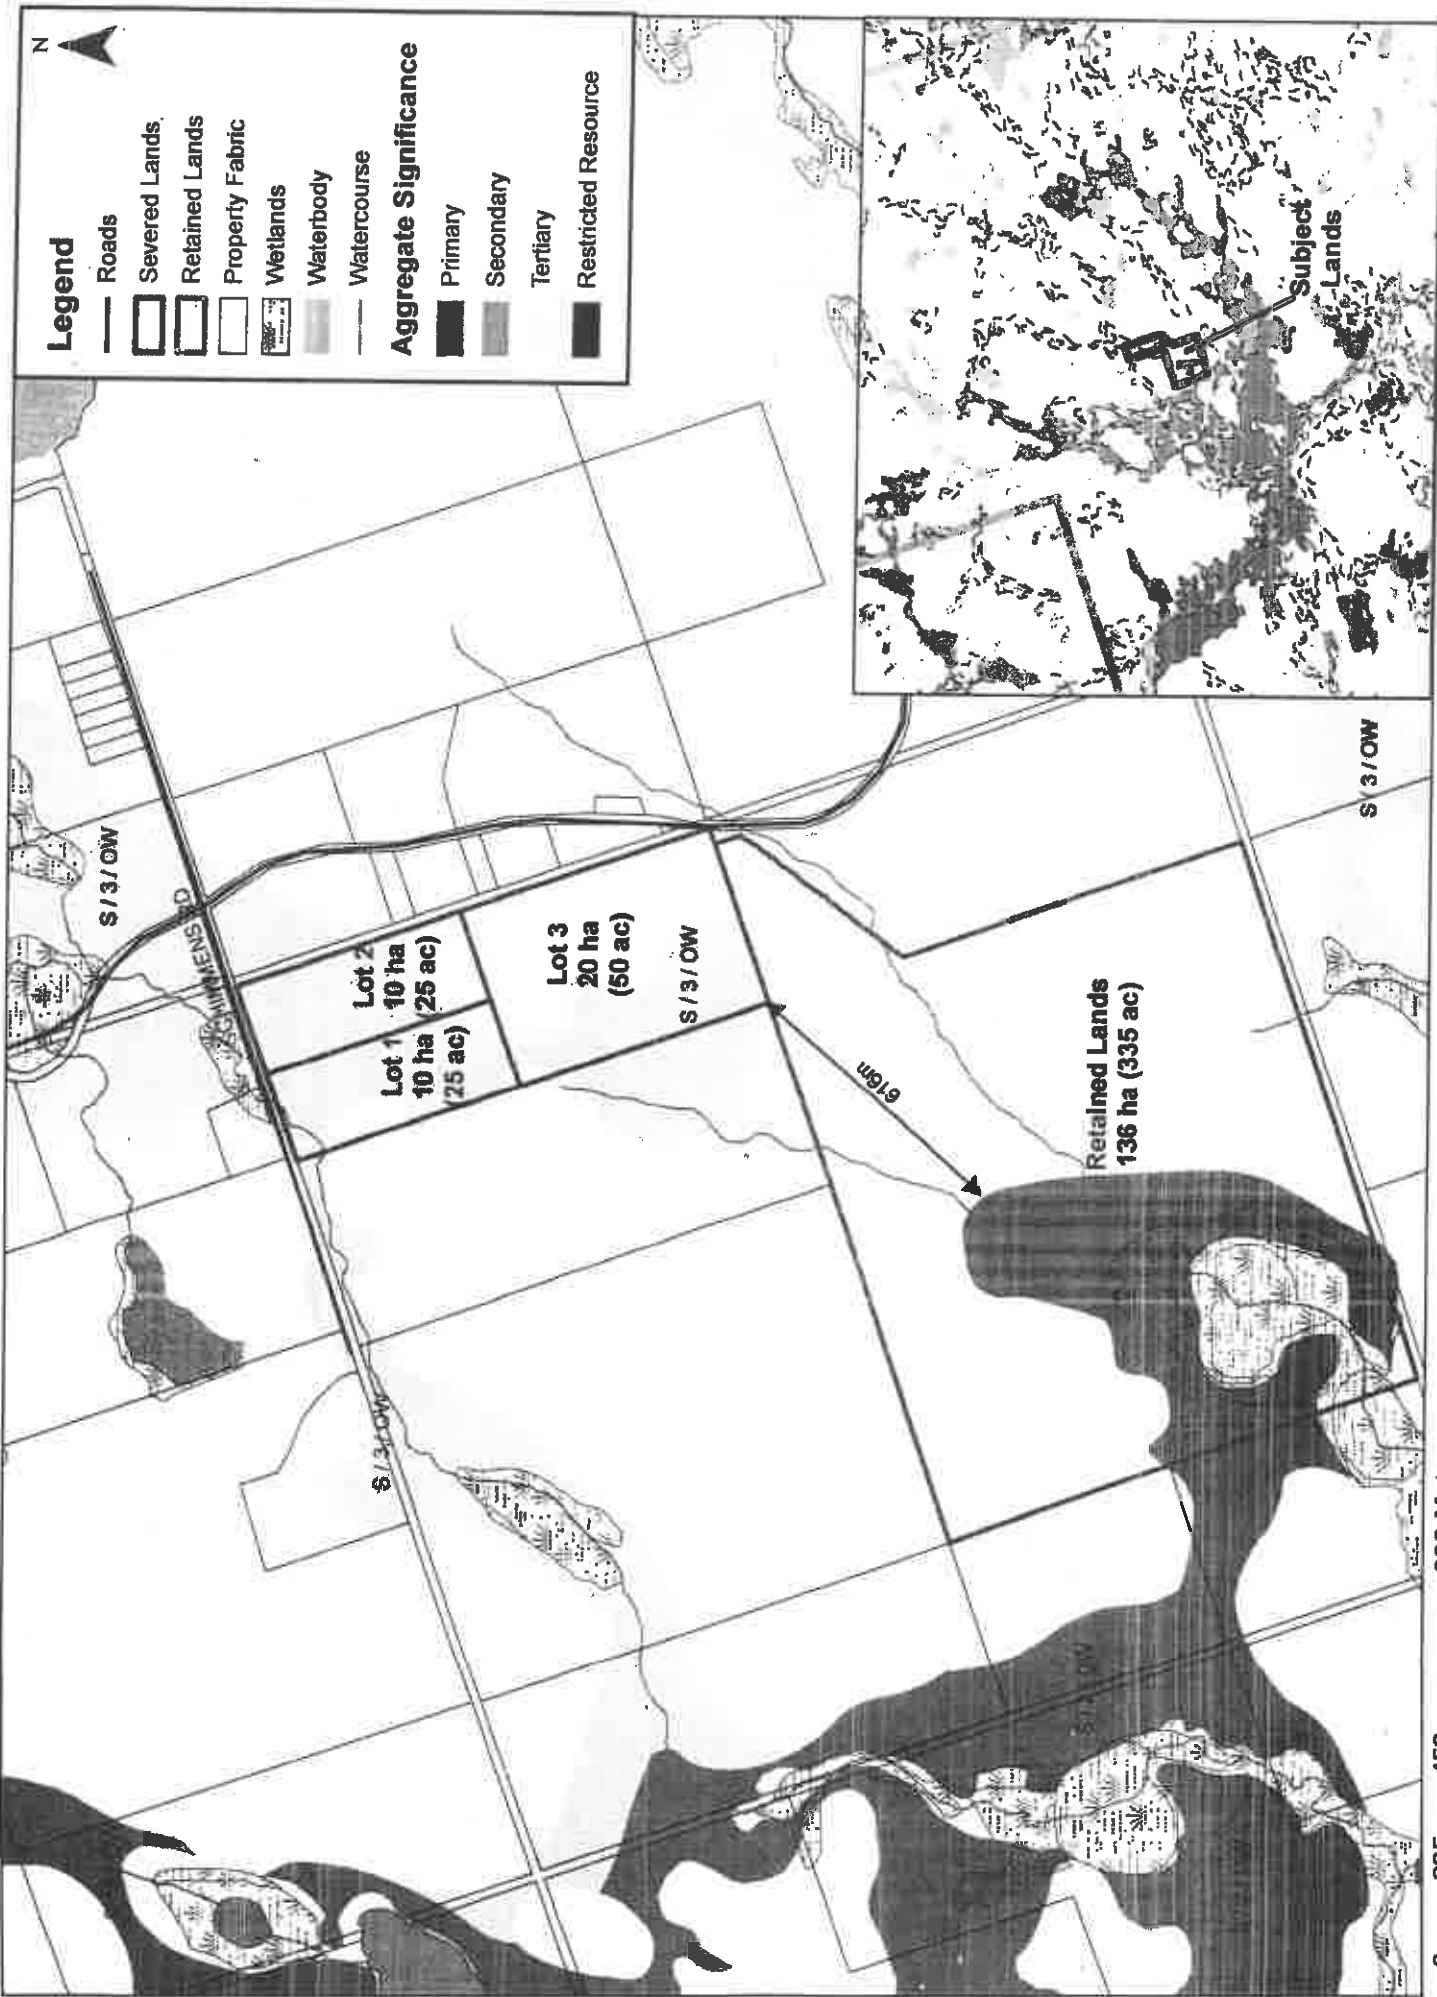 N
Legend
Roads
Severed Lands
Retained Lands
Property Fabric
Wetlands
Waterbody
Watercourse
Aggregate Significance
Primary
Secondary
Tertiary
Restricted Resource
S / 3 / OW
Lot 2
10 ha
(25 ac)
Lot 1
10 ha
(25 ac)
Lot 3
20 ha
(50 ac)
S / 3 / OW
S / 3 / OW
616m
Retained Lands
136 ha (335 ac)
S / 3 / OW
Subject
Lands